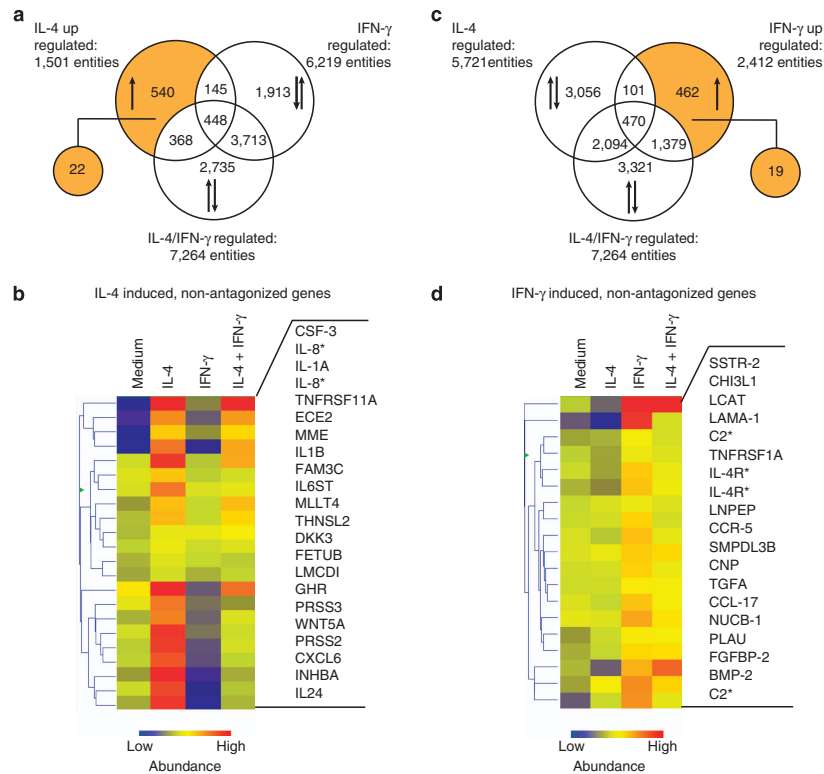 a
IL-4 up
regulated:
1,501 entities
IFN-γ
regulated:
6,219 entities
540
145
1,913
448
368
3,713
22
2,735
IL-4/IFN-γ regulated:
7,264 entities
c
IL-4
regulated
5,721entities
IFN-γ up
regulated:
2,412 entities
3,056
101
462
470
2,094
1,379
3,321
19
IL-4/IFN-γ regulated:
7,264 entities
b
IL-4 induced, non-antagonized genes
Medium
IL-4
IFN-γ
IL-4 + IFN-γ
CSF-3
IL-8*
IL-1A
IL-8*
TNFRSF11A
ECE2
MME
IL1B
FAM3C
IL6ST
MLLT4
THNSL2
DKK3
FETUB
LMCDI
GHR
PRSS3
WNT5A
PRSS2
CXCL6
INHBA
IL24
Low
High
Abundance
d
IFN-γ induced, non-antagonized genes
Medium
IL-4
IFN-γ
IL-4 + IFN-γ
SSTR-2
CHI3L1
LCAT
LAMA-1
C2*
TNFRSF1A
IL-4R*
IL-4R*
LNPEP
CCR-5
SMPDL3B
CNP
TGFA
CCL-17
NUCB-1
PLAU
FGFBP-2
BMP-2
C2*
Low
High
Abundance